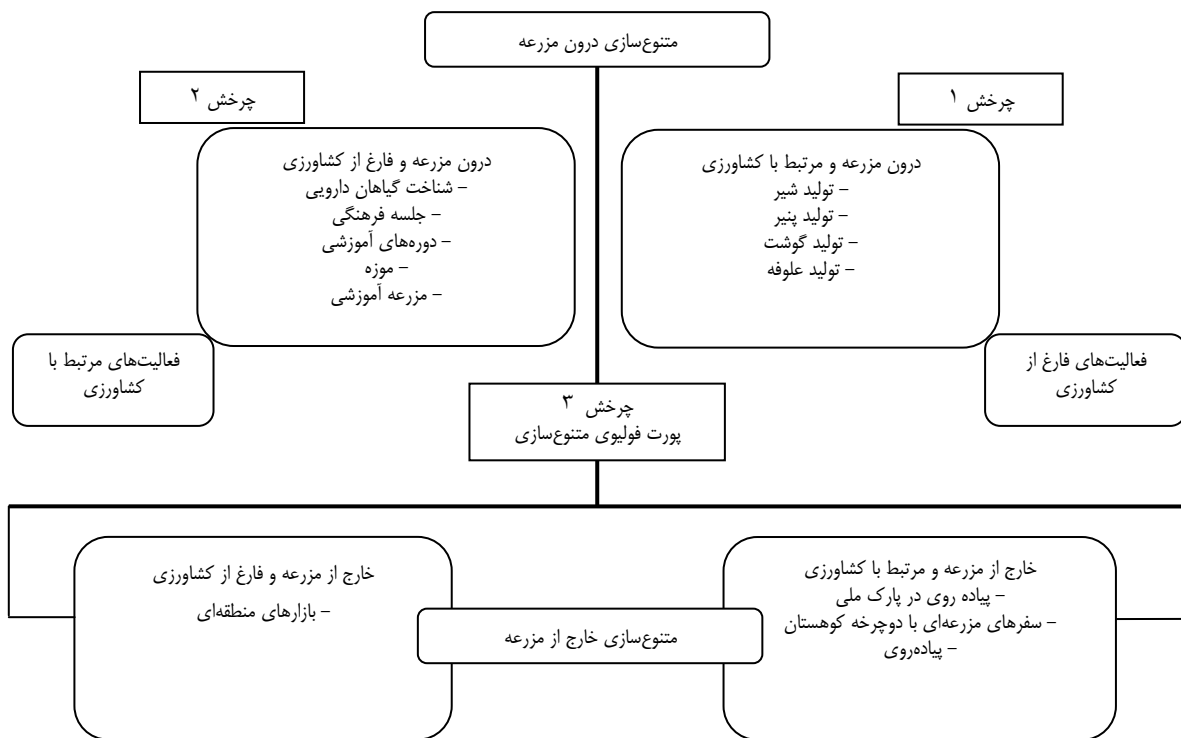 متنوع‌سازی درون مزرعه
چرخش ۱
چرخش ۲
درون مزرعه و مرتبط با کشاورزی
– تولید شیر
– تولید پنیر
– تولید گوشت
– تولید علوفه
درون مزرعه و فارغ از کشاورزی
– شناخت گیاهان دارویی
– جلسه فرهنگی
– دوره‌های آموزشی
– موزه
– مزرعه آموزشی
فعالیت‌های فارغ از
کشاورزی
فعالیت‌های مرتبط با
کشاورزی
چرخش ۳
پورت فولیوی متنوع‌سازی
خارج از مزرعه و مرتبط با کشاورزی
– پیاده روی در پارک ملی
– سفرهای مزرعه‌ای با دوچرخه کوهستان
– پیاده‌روی
خارج از مزرعه و فارغ از کشاورزی
– بازارهای منطقه‌ای
متنوع‌سازی خارج از مزرعه